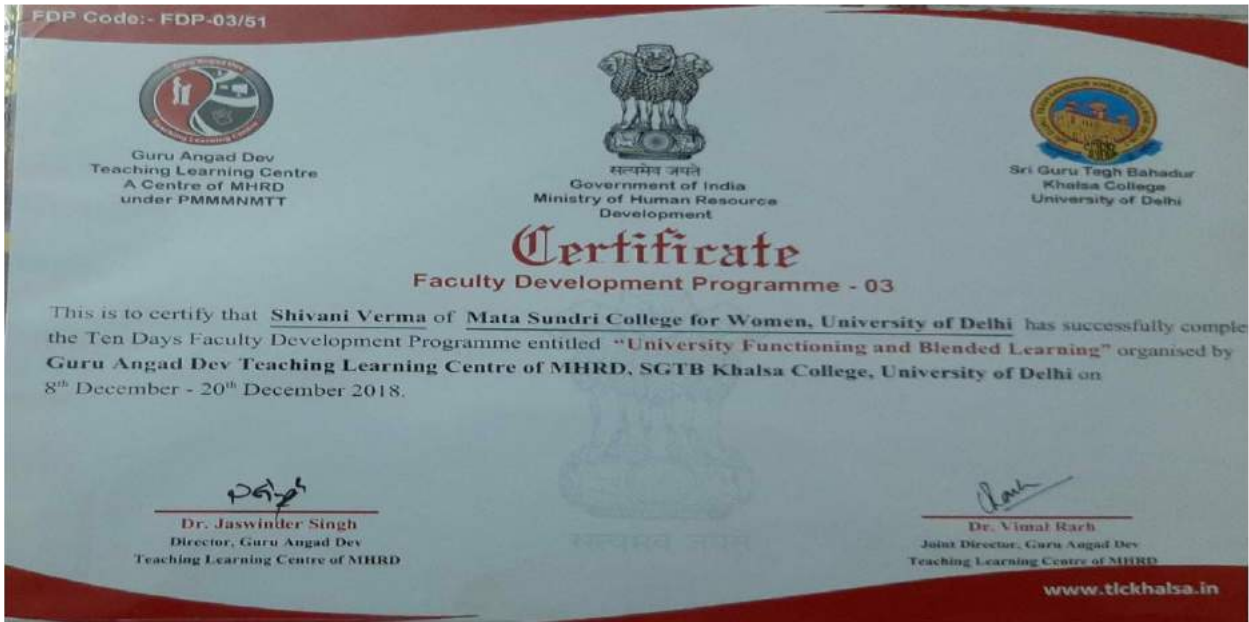 FDP Code:- FDP-03/51
Guru Angad Dev
Teaching Learning Centre
A Centre of MHRD
under PMMMNMTT
सत्यमेव जयते
Government of India
Ministry of Human Resource
Development
Sri Guru Tegh Bahadur
Khalsa College
University of Delhi
Certificate
Faculty Development Programme - 03
This is to certify that Shivani Verma of Mata Sundri College for Women, University of Delhi has successfully comple
the Ten Days Faculty Development Programme entitled "University Functioning and Blended Learning" organised by
Guru Angad Dev Teaching Learning Centre of MHRD, SGTB Khalsa College, University of Delhi on
8th December - 20th December 2018.
Dr. Jaswinder Singh
Director, Guru Angad Dev
Teaching Learning Centre of MHRD
Dr. Vimal Rarh
Joint Director, Guru Angad Dev
Teaching Learning Centre of MHRD
www.tlckhalsa.in